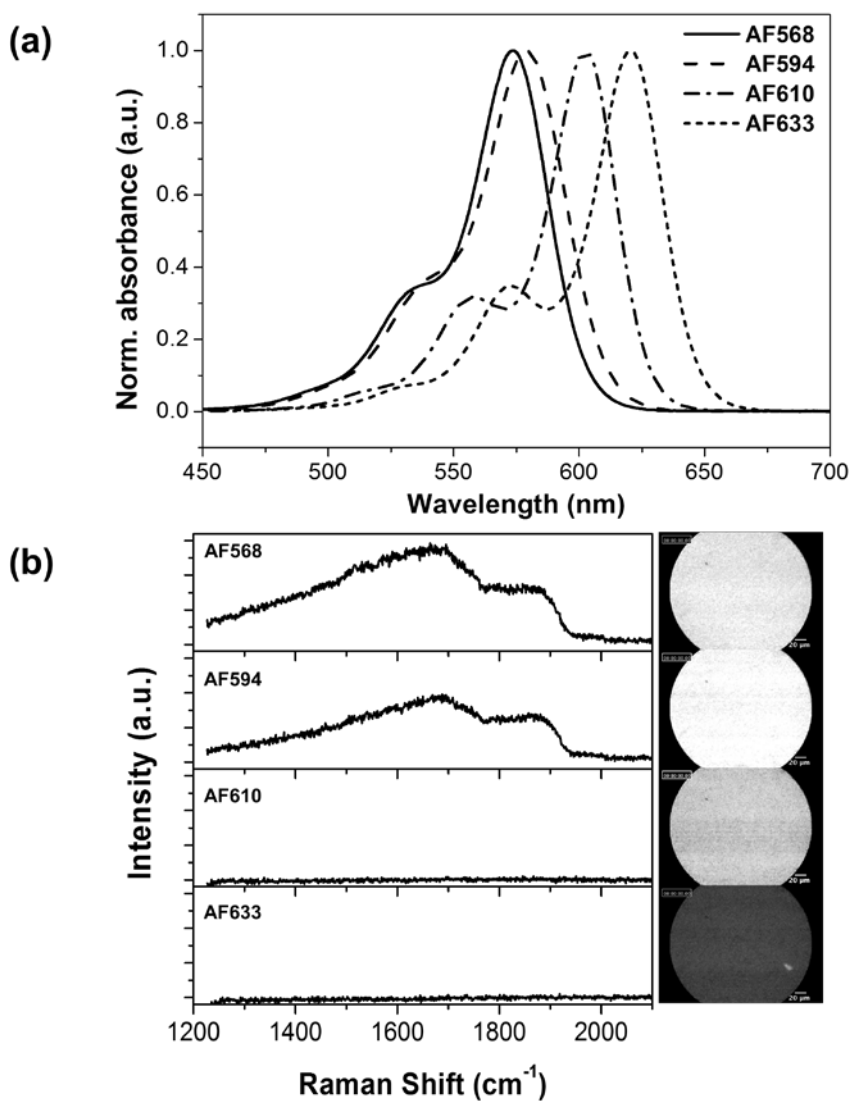 (a)
AF568
AF594
AF610
AF633
1.0
0.8
0.6
0.4
0.2
0.0
Norm. absorbance (a.u.)
450 500 550 600 650 700
Wavelength (nm)
(b)
AF568
20 µm
AF594
20 µm
AF610
20 µm
AF633
20 µm
Intensity (a.u.)
1200 1400 1600 1800 2000
Raman Shift (cm⁻¹)